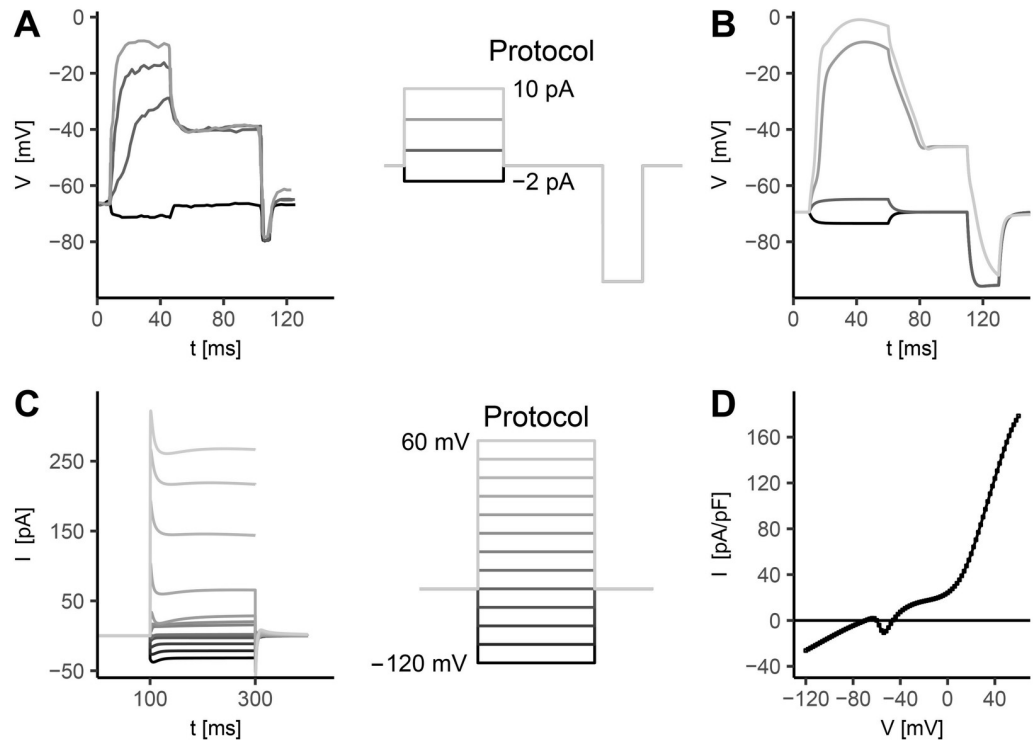 A
0
−20
−40
−60
−80
V [mV]
0 40 80 120
t [ms]
Protocol
10 pA
−2 pA
B
0
−20
−40
−60
−80
V [mV]
0 40 80 120
t [ms]
C
250
150
50
−50
I [pA]
100 300
t [ms]
Protocol
60 mV
−120 mV
D
160
120
80
40
0
−40
I [pA/pF]
−120 −80 −40 0 40
V [mV]